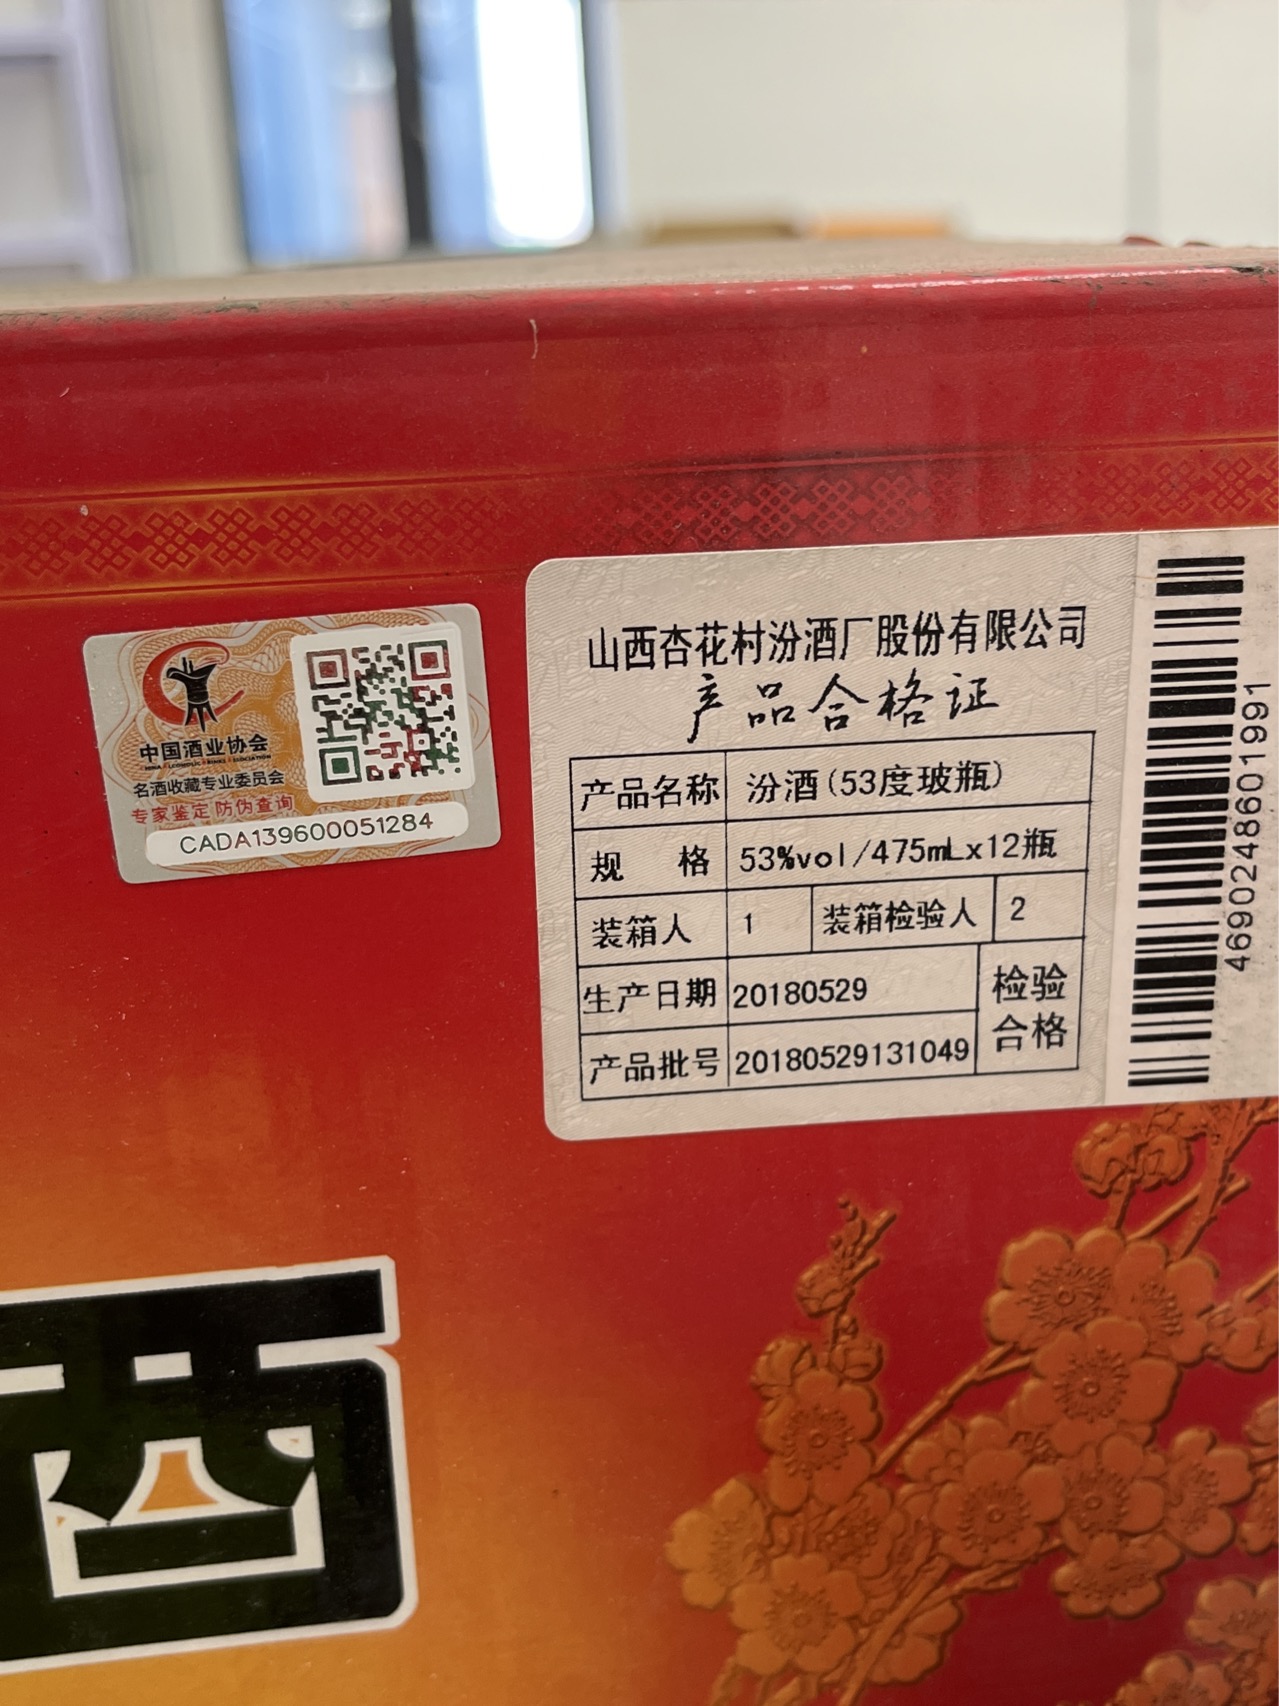 中国酒业协会
名酒收藏专业委员会
专家鉴定 防伪查询
CADA139600051284
山西杏花村汾酒厂股份有限公司
产品合格证
产品名称 汾酒(53度玻瓶)
规 格 53%vol/475mLx12瓶
装箱人 1 装箱检验人 2
生产日期 20180529 检验
产品批号 20180529131049 合格
4690248601991